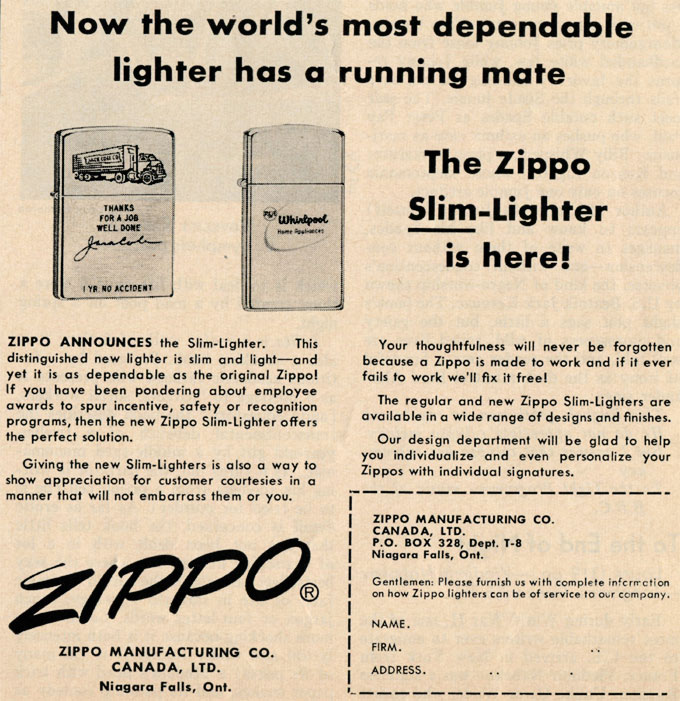 Now the world's most dependable
lighter has a running mate
JACK COLE CO.
THANKS
FOR A JOB
WELL DONE
Jack Cole
1 YR NO ACCIDENT
Whirlpool
Home Appliances
The Zippo
Slim-Lighter
is here!
ZIPPO ANNOUNCES the Slim-Lighter. This
distinguished new lighter is slim and light—and
yet it is as dependable as the original Zippo!
If you have been pondering about employee
awards to spur incentive, safety or recognition
programs, then the new Zippo Slim-Lighter offers
the perfect solution.
Giving the new Slim-Lighters is also a way to
show appreciation for customer courtesies in a
manner that will not embarrass them or you.
ZIPPO®
ZIPPO MANUFACTURING CO.
CANADA, LTD.
Niagara Falls, Ont.
Your thoughtfulness will never be forgotten
because a Zippo is made to work and if it ever
fails to work we'll fix it free!
The regular and new Zippo Slim-Lighters are
available in a wide range of designs and finishes.
Our design department will be glad to help
you individualize and even personalize your
Zippos with individual signatures.
ZIPPO MANUFACTURING CO.
CANADA, LTD.
P.O. BOX 328, Dept. T-8
Niagara Falls, Ont.
Gentlemen: Please furnish us with complete information
on how Zippo lighters can be of service to our company.
NAME.
FIRM.
ADDRESS.